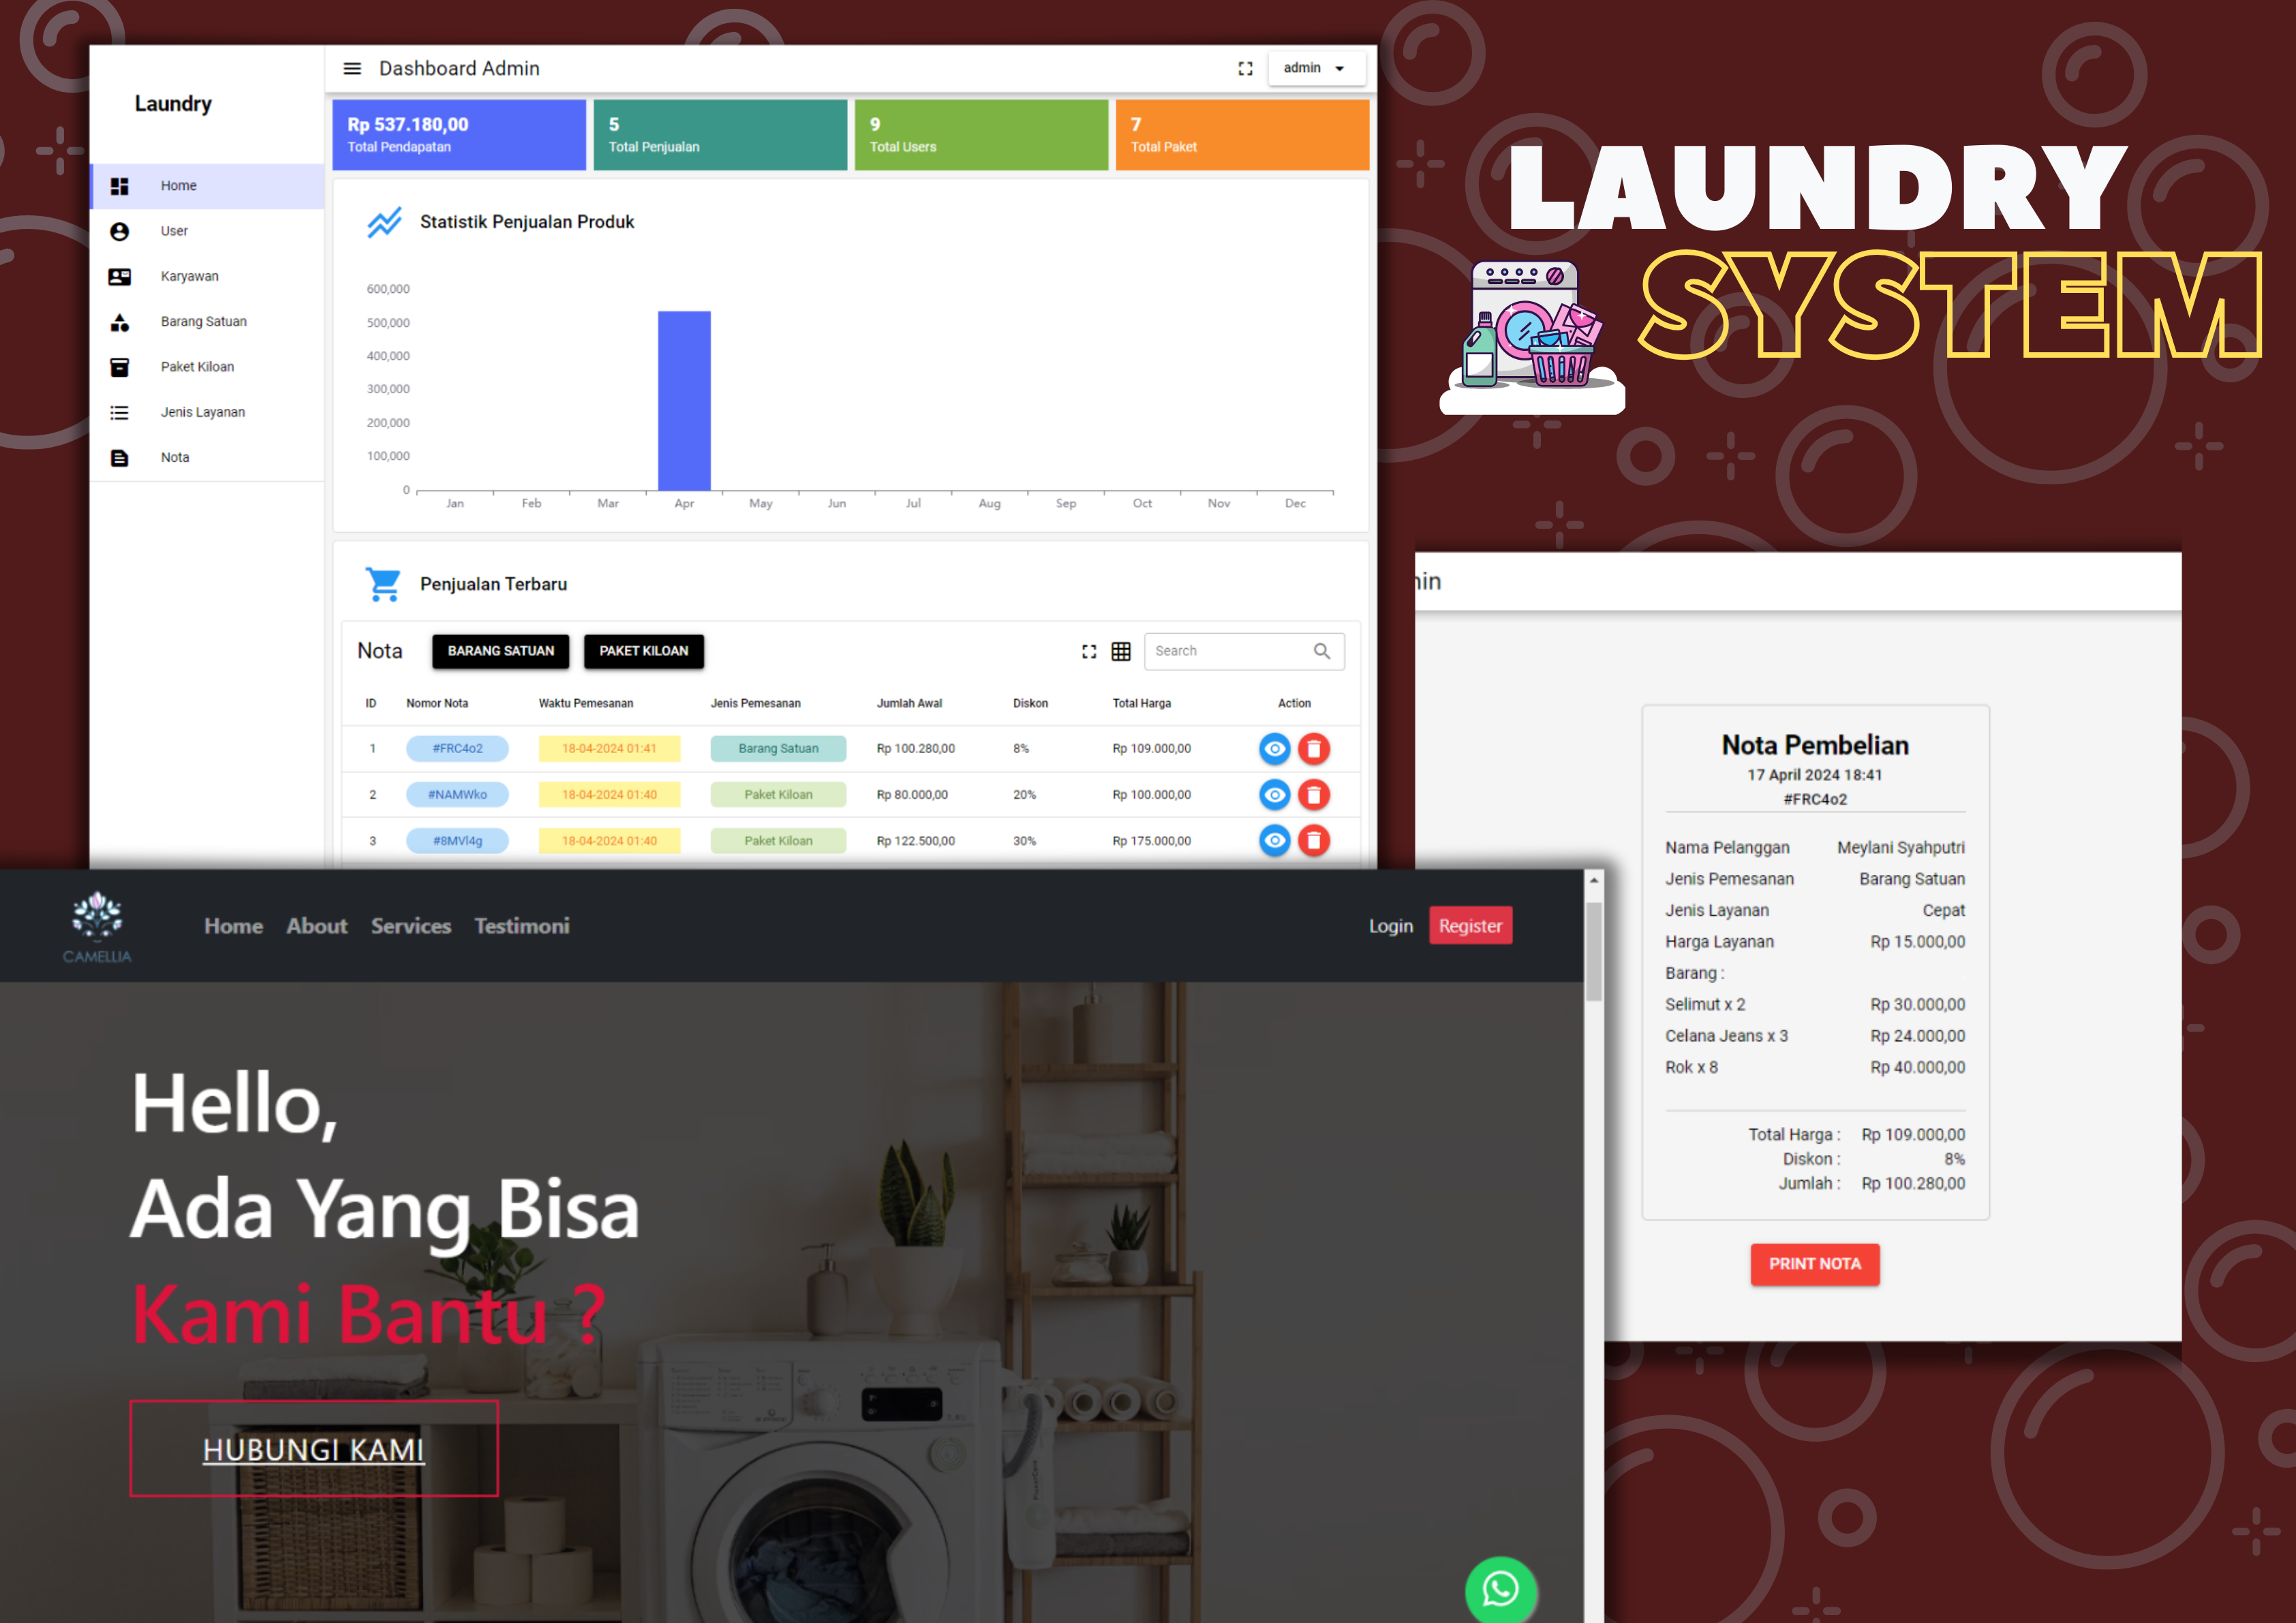 Laundry
Home
User
Karyawan
Barang Satuan
Paket Kiloan
Jenis Layanan
Nota
Dashboard Admin
admin
Rp 537.180,00
Total Pendapatan
5
Total Penjualan
9
Total Users
7
Total Paket
Statistik Penjualan Produk
600,000
500,000
400,000
300,000
200,000
100,000
0
Jan Feb Mar Apr May Jun Jul Aug Sep Oct Nov Dec
Penjualan Terbaru
Nota BARANG SATUAN PAKET KILOAN Search
ID Nomor Nota Waktu Pemesanan Jenis Pemesanan Jumlah Awal Diskon Total Harga Action
1 #FRC4o2 18-04-2024 01:41 Barang Satuan Rp 100.280,00 8% Rp 109.000,00
2 #NAMWko 18-04-2024 01:40 Paket Kiloan Rp 80.000,00 20% Rp 100.000,00
3 #8MVl4g 18-04-2024 01:40 Paket Kiloan Rp 122.500,00 30% Rp 175.000,00
LAUNDRY
SYSTEM
nin
Nota Pembelian
17 April 2024 18:41
#FRC4o2
Nama Pelanggan Meylani Syahputri
Jenis Pemesanan Barang Satuan
Jenis Layanan Cepat
Harga Layanan Rp 15.000,00
Barang :
Selimut x 2 Rp 30.000,00
Celana Jeans x 3 Rp 24.000,00
Rok x 8 Rp 40.000,00
Total Harga : Rp 109.000,00
Diskon : 8%
Jumlah : Rp 100.280,00
PRINT NOTA
CAMELLIA
Home About Services Testimoni Login Register
Hello,
Ada Yang Bisa
Kami Bantu ?
HUBUNGI KAMI